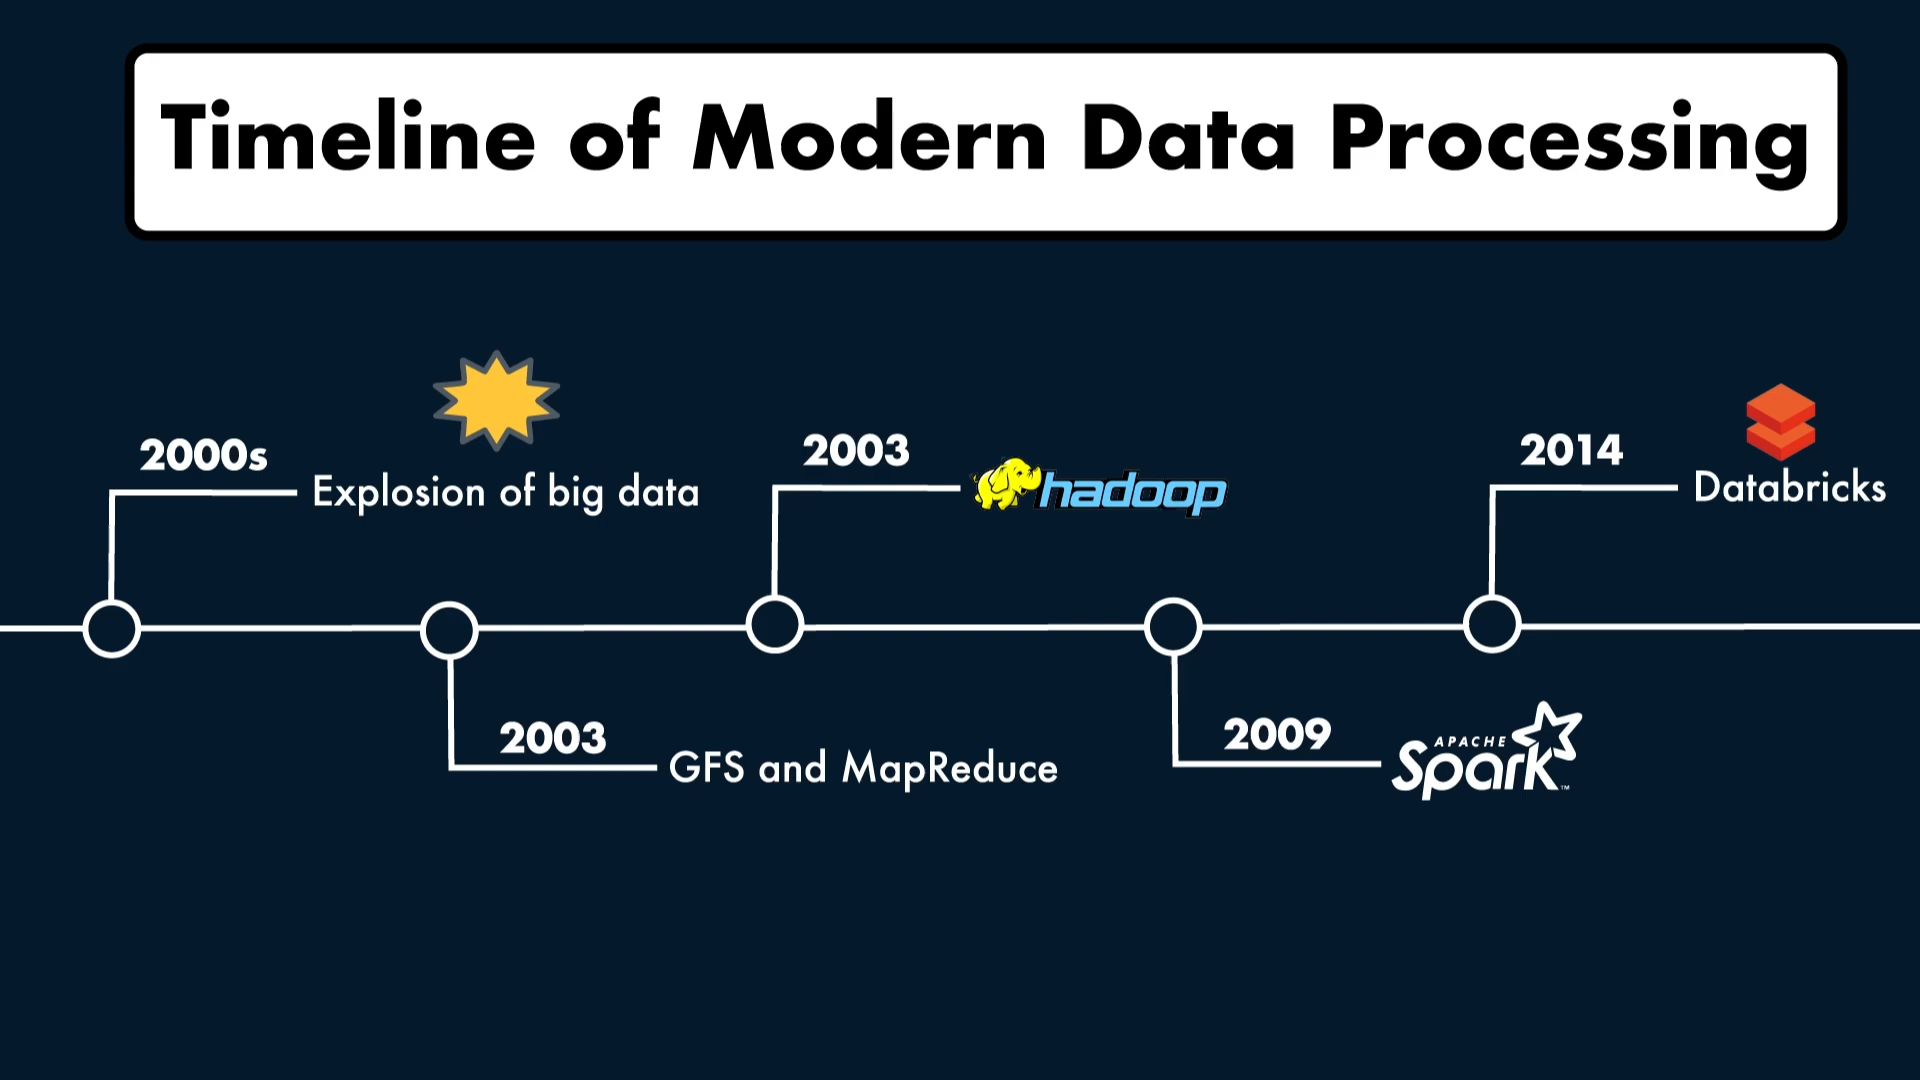 Timeline of Modern Data Processing
2000s
Explosion of big data
2003
GFS and MapReduce
2003
hadoop
2009
APACHE
Spark™
2014
Databricks